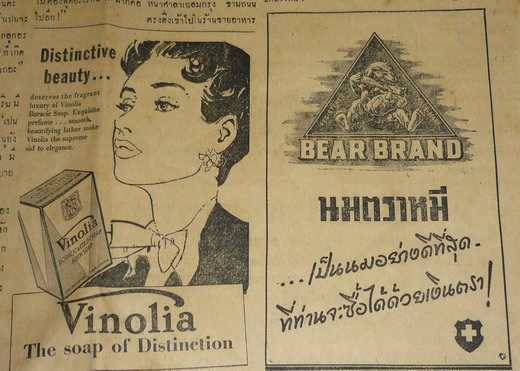 Distinctive
beauty...
deserves the fragrant
luxury of Vinolia
Boracic Soap. Exquisite
perfume . . . smooth,
beautifying lather make
Vinolia the supreme
aid to elegance.
Vinolia
Vinolia
The soap of Distinction
BEAR BRAND
นมตราหมี
...เป็นนมอย่างดีที่สุด.
ที่ท่านจะซื้อได้ด้วยเงินตรา!